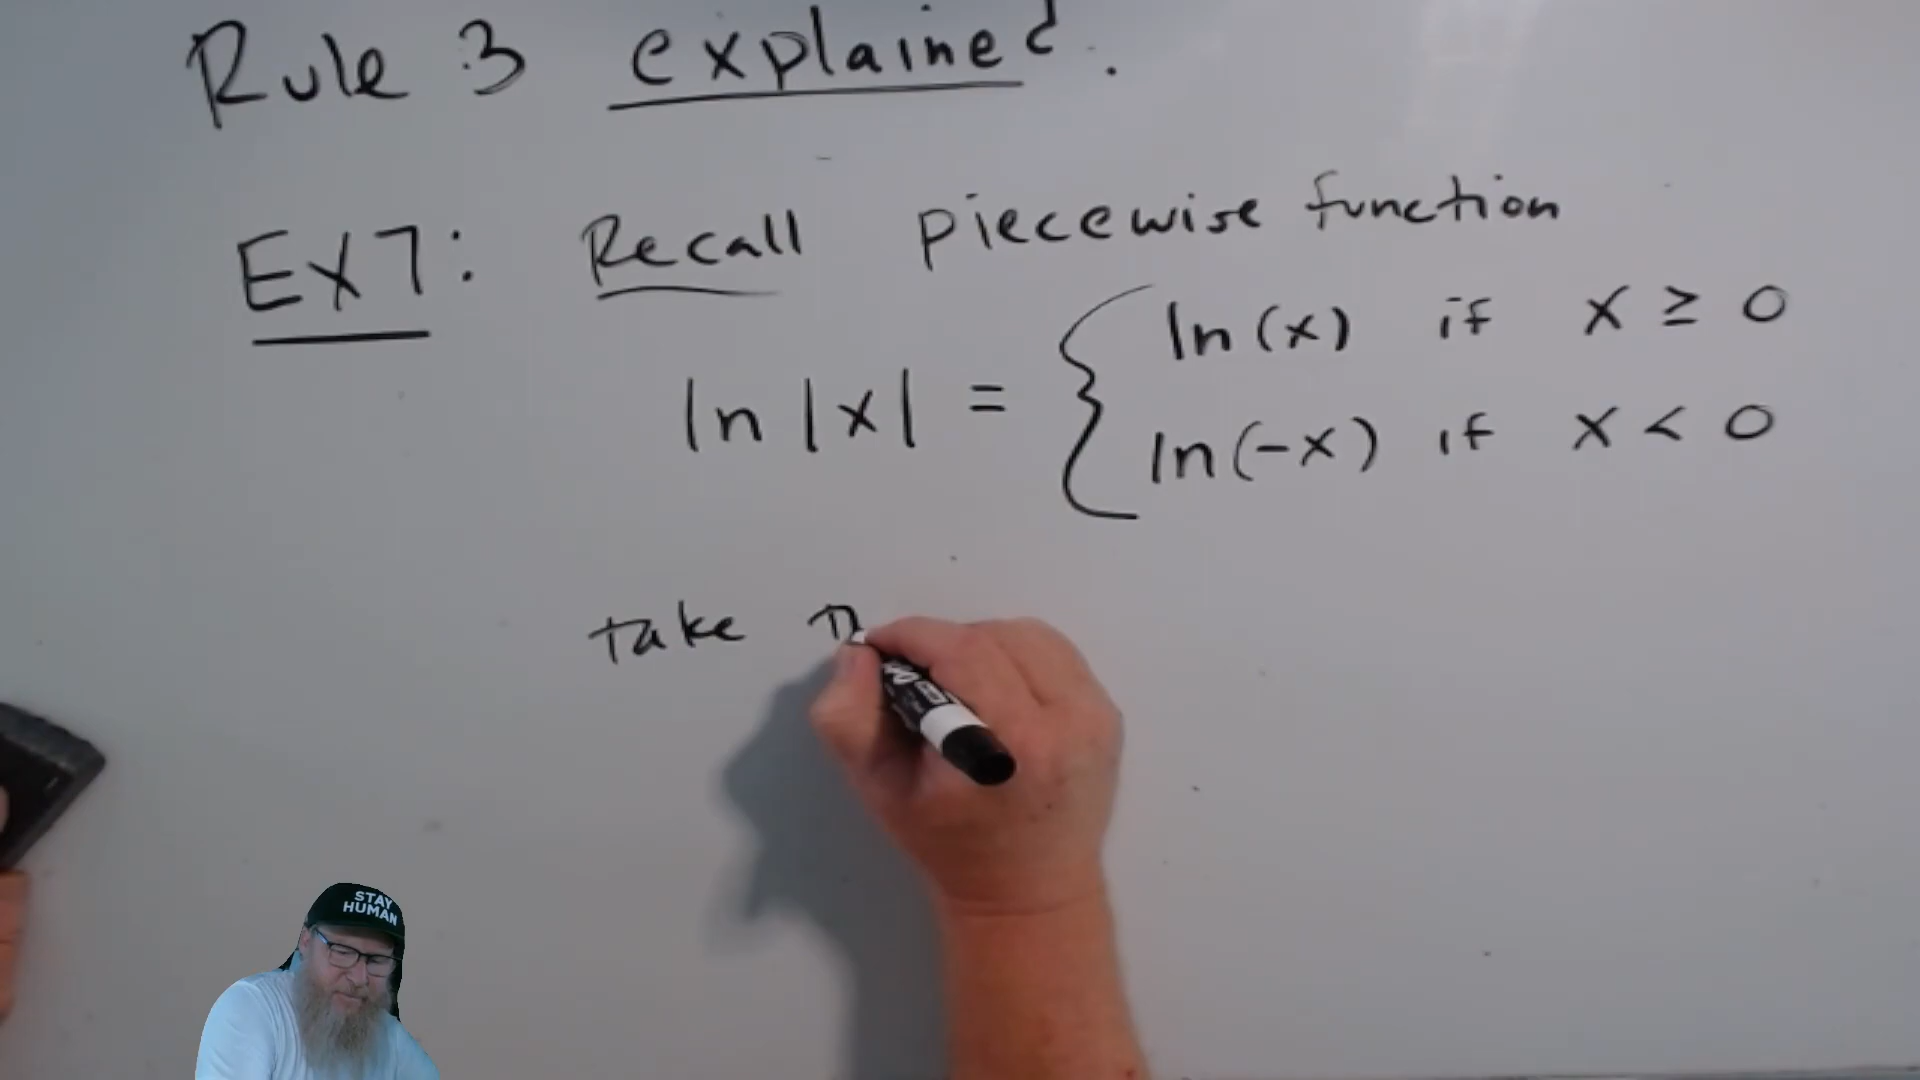 Rule 3 explained.
EX7: Recall piecewise function
ln |x| = { ln(x) if x ≥ 0
ln(-x) if x < 0
take
STAY
HUMAN